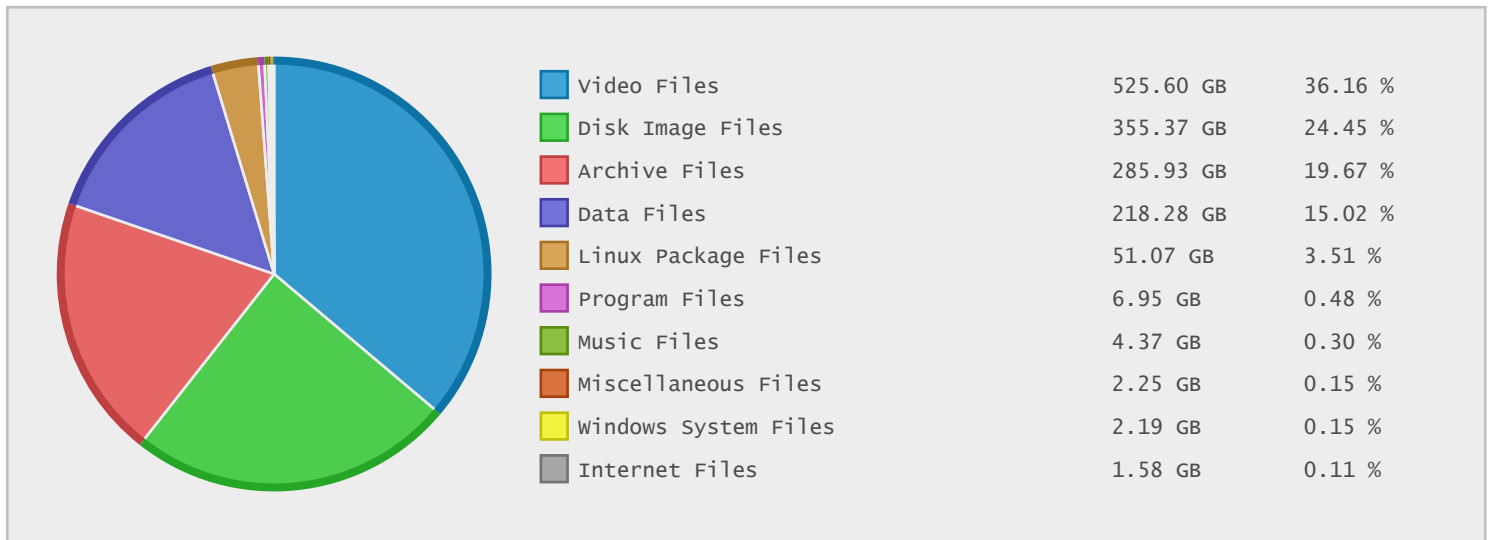 Video Files 525.60 GB 36.16 %
Disk Image Files 355.37 GB 24.45 %
Archive Files 285.93 GB 19.67 %
Data Files 218.28 GB 15.02 %
Linux Package Files 51.07 GB 3.51 %
Program Files 6.95 GB 0.48 %
Music Files 4.37 GB 0.30 %
Miscellaneous Files 2.25 GB 0.15 %
Windows System Files 2.19 GB 0.15 %
Internet Files 1.58 GB 0.11 %